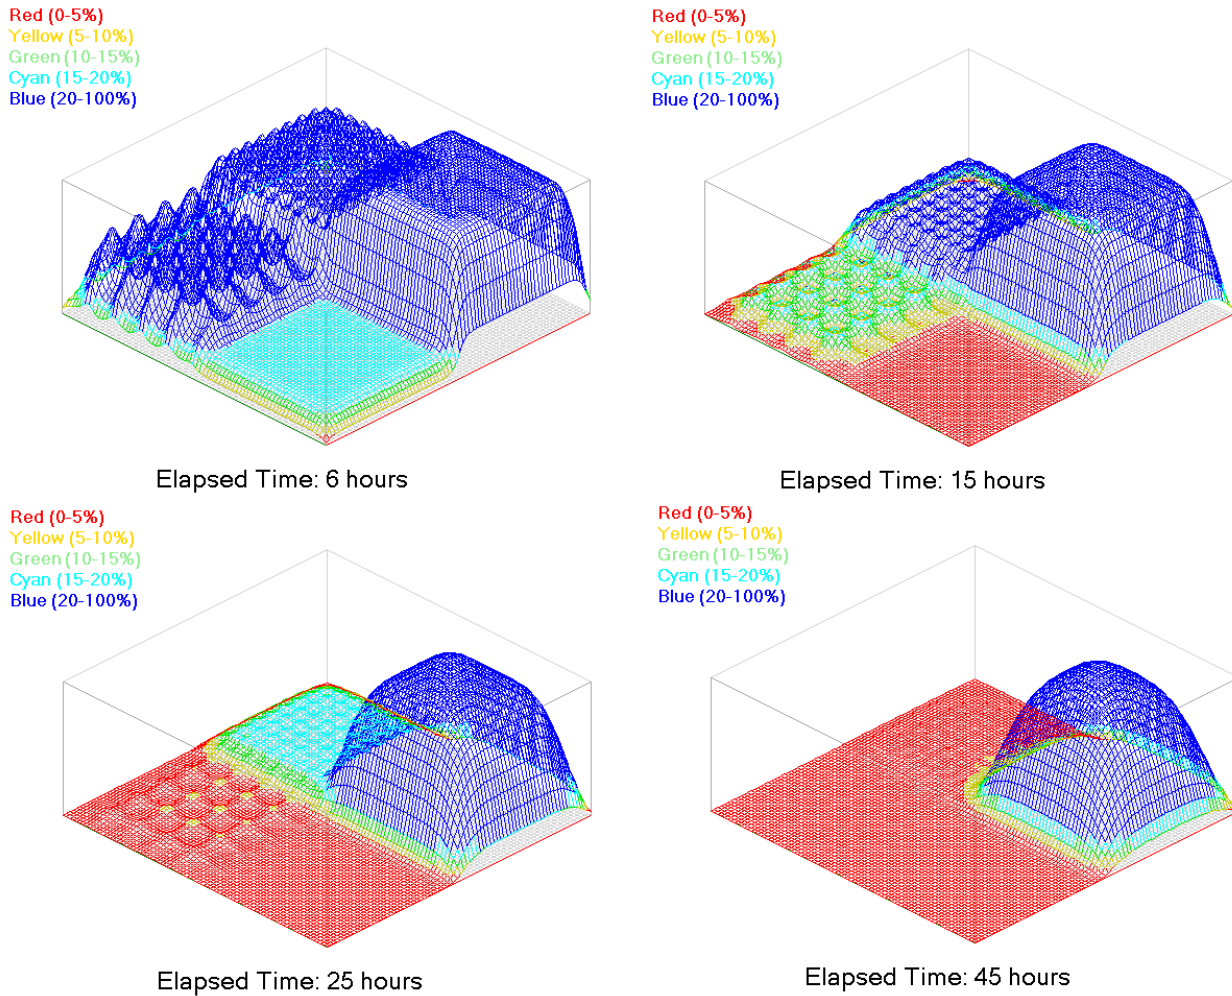 Red (0-5%)
Yellow (5-10%)
Green (10-15%)
Cyan (15-20%)
Blue (20-100%)
Elapsed Time: 6 hours
Red (0-5%)
Yellow (5-10%)
Green (10-15%)
Cyan (15-20%)
Blue (20-100%)
Elapsed Time: 15 hours
Red (0-5%)
Yellow (5-10%)
Green (10-15%)
Cyan (15-20%)
Blue (20-100%)
Elapsed Time: 25 hours
Red (0-5%)
Yellow (5-10%)
Green (10-15%)
Cyan (15-20%)
Blue (20-100%)
Elapsed Time: 45 hours